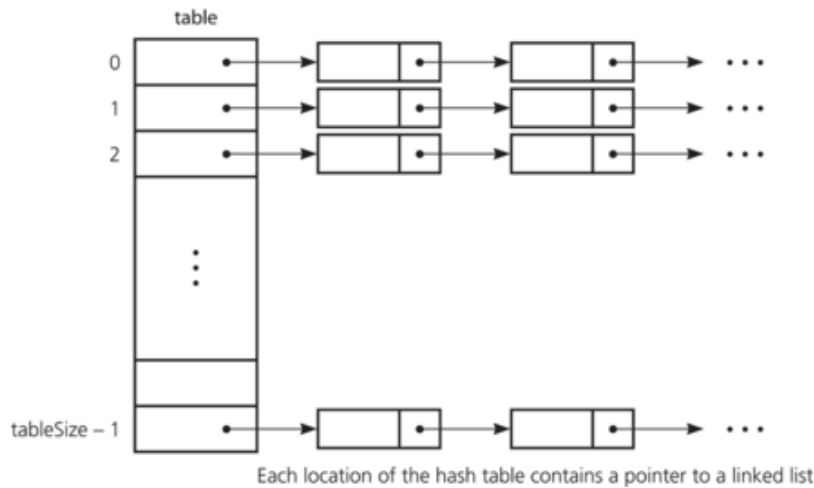 table
0
1
2
tableSize – 1
Each location of the hash table contains a pointer to a linked list